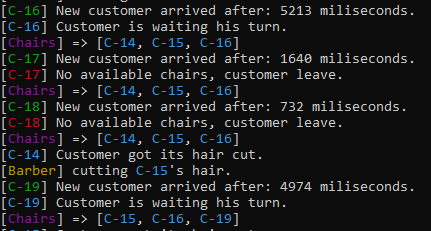 [C-16] New customer arrived after: 5213 miliseconds.
[C-16] Customer is waiting his turn.
[Chairs] => [C-14, C-15, C-16]
[C-17] New customer arrived after: 1640 miliseconds.
[C-17] No available chairs, customer leave.
[Chairs] => [C-14, C-15, C-16]
[C-18] New customer arrived after: 732 miliseconds.
[C-18] No available chairs, customer leave.
[Chairs] => [C-14, C-15, C-16]
[C-14] Customer got its hair cut.
[Barber] cutting C-15's hair.
[C-19] New customer arrived after: 4974 miliseconds.
[C-19] Customer is waiting his turn.
[Chairs] => [C-15, C-16, C-19]